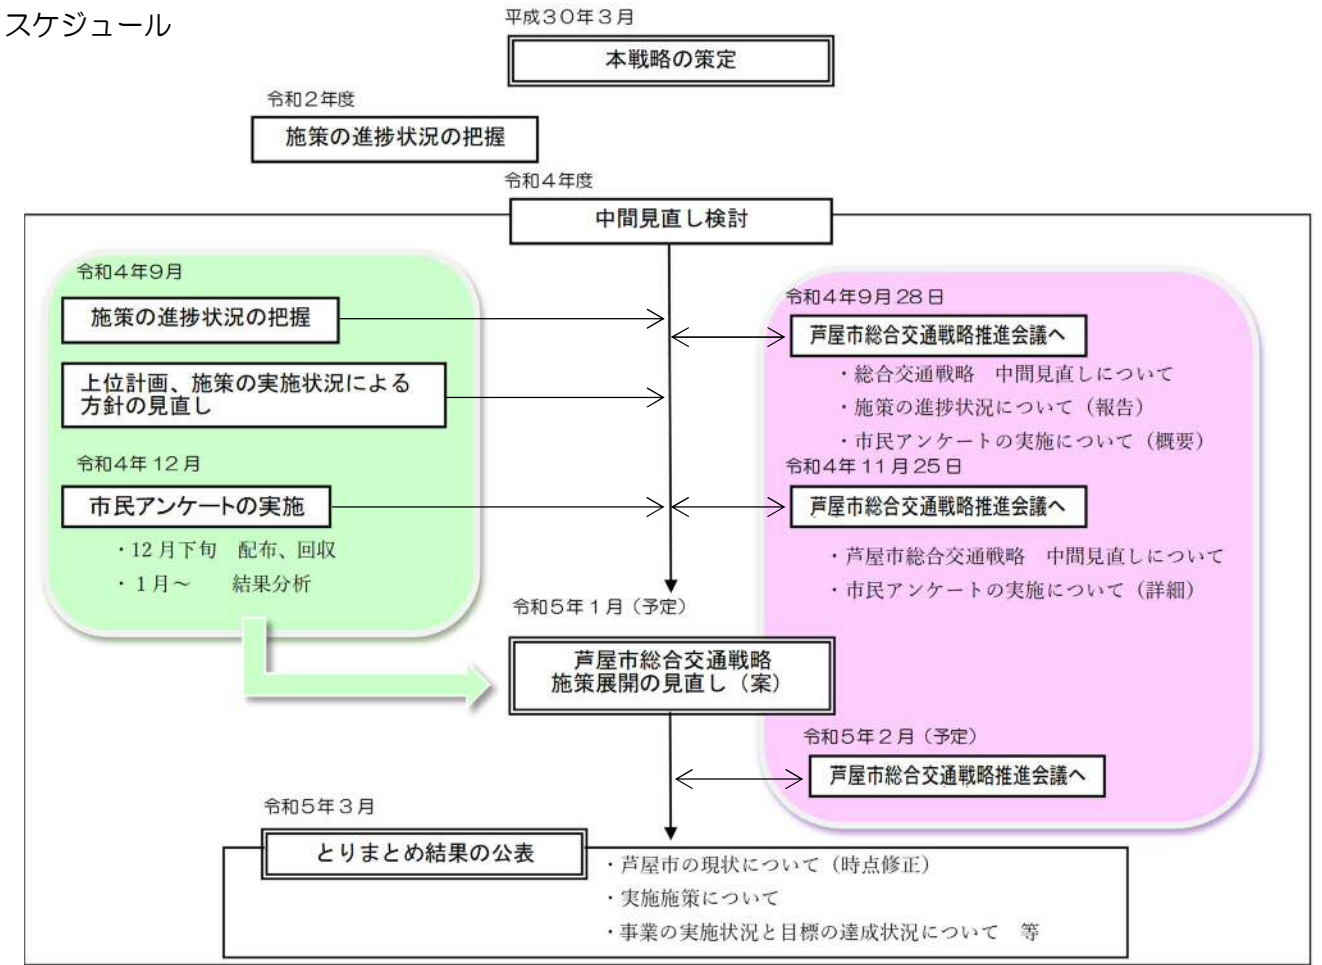 スケジュール
平成30年3月
本戦略の策定
令和2年度
施策の進捗状況の把握
令和4年度
中間見直し検討
令和4年9月
施策の進捗状況の把握
上位計画、施策の実施状況による
方針の見直し
令和4年12月
市民アンケートの実施
・12月下旬　配布、回収
・1月～　　結果分析
令和4年9月28日
芦屋市総合交通戦略推進会議へ
・総合交通戦略　中間見直しについて
・施策の進捗状況について（報告）
・市民アンケートの実施について（概要）
令和4年11月25日
芦屋市総合交通戦略推進会議へ
・芦屋市総合交通戦略　中間見直しについて
・市民アンケートの実施について（詳細）
令和5年1月（予定）
芦屋市総合交通戦略
施策展開の見直し（案）
令和5年2月（予定）
芦屋市総合交通戦略推進会議へ
令和5年3月
とりまとめ結果の公表
・芦屋市の現状について（時点修正）
・実施施策について
・事業の実施状況と目標の達成状況について　等